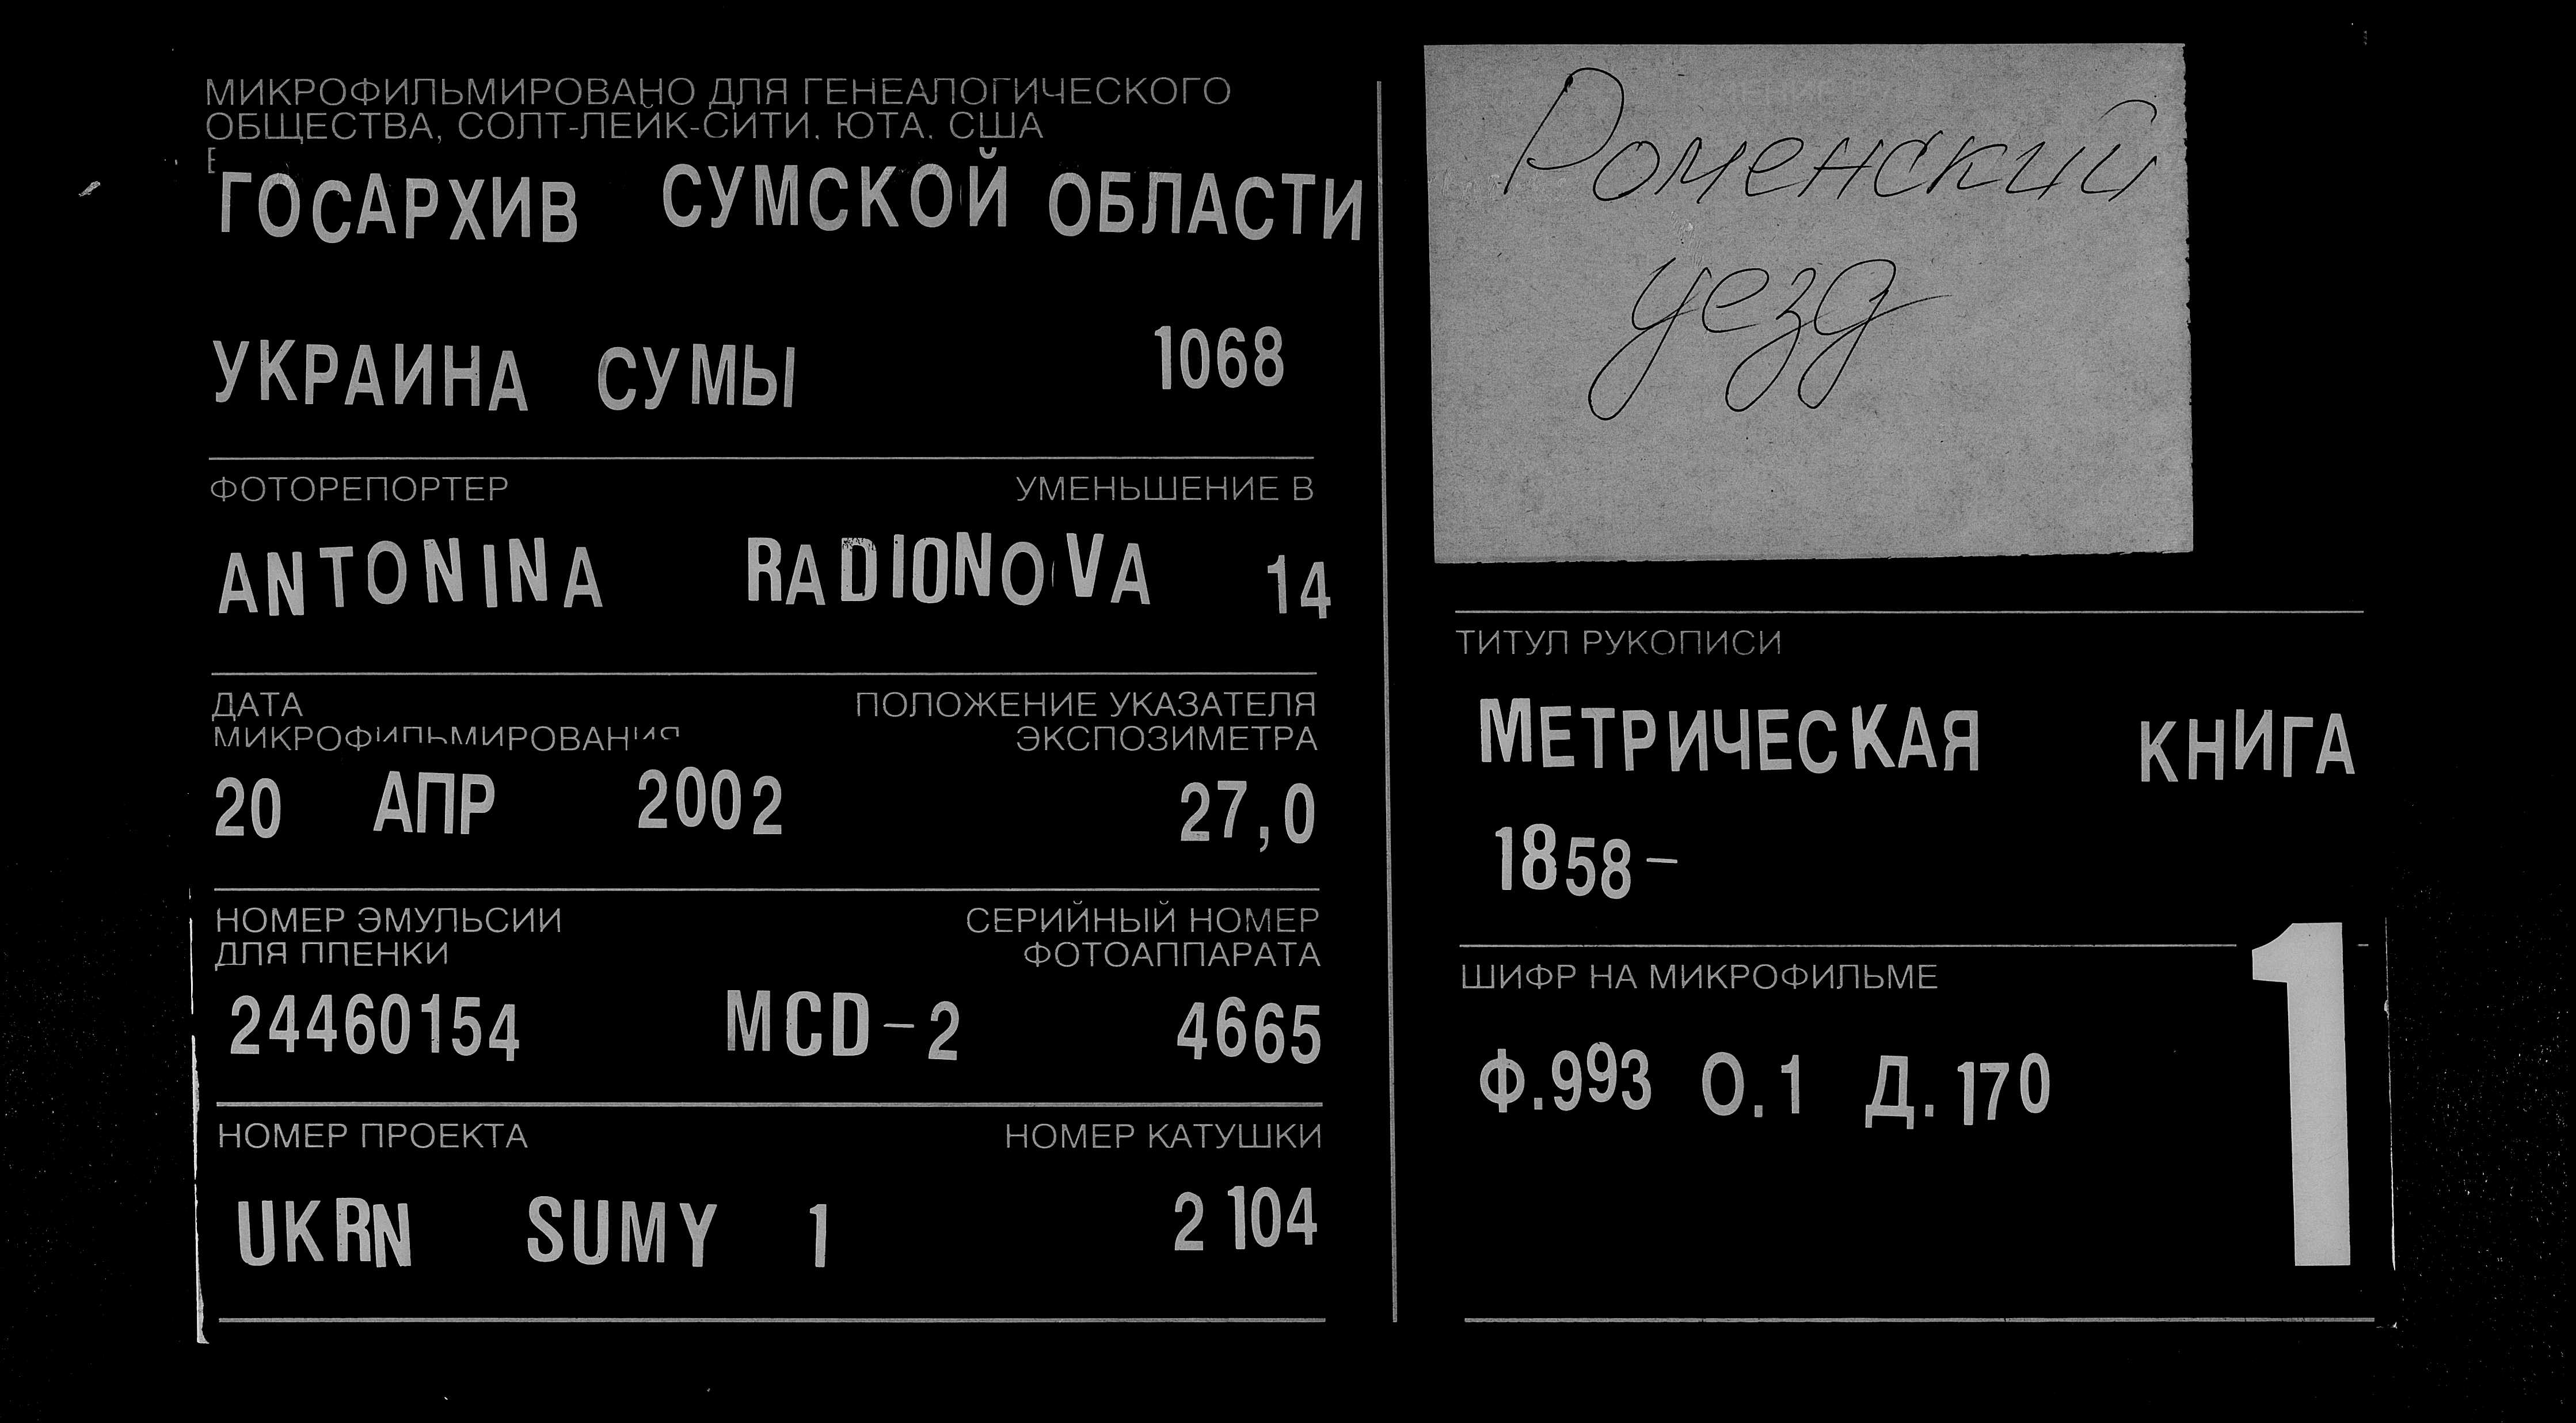 МИКРОФИЛЬМИРОВАНО ДЛЯ ГЕНЕАЛОГИЧЕСКОГО
ОБЩЕСТВА, СОЛТ-ЛЕЙК-СИТИ, ЮТА, США
ГОСАРХИВ СУМСКОЙ ОБЛАСТИ
УКРАИНА СУМЫ 1068
ФОТОРЕПОРТЕР УМЕНЬШЕНИЕ В
ANTONINA RADIONOVA 14
ДАТА
МИКРОФИЛЬМИРОВАНИЯ
ПОЛОЖЕНИЕ УКАЗАТЕЛЯ
ЭКСПОЗИМЕТРА
20 АПР 2002 27,0
НОМЕР ЭМУЛЬСИИ
ДЛЯ ПЛЕНКИ
СЕРИЙНЫЙ НОМЕР
ФОТОАППАРАТА
24460154 MCD-2 4665
НОМЕР ПРОЕКТА НОМЕР КАТУШКИ
UKRN SUMY 1 2104
Роменский
уезд
ТИТУЛ РУКОПИСИ
МЕТРИЧЕСКАЯ КНИГА
1858-
ШИФР НА МИКРОФИЛЬМЕ
Ф.993 О.1 Д.170
1